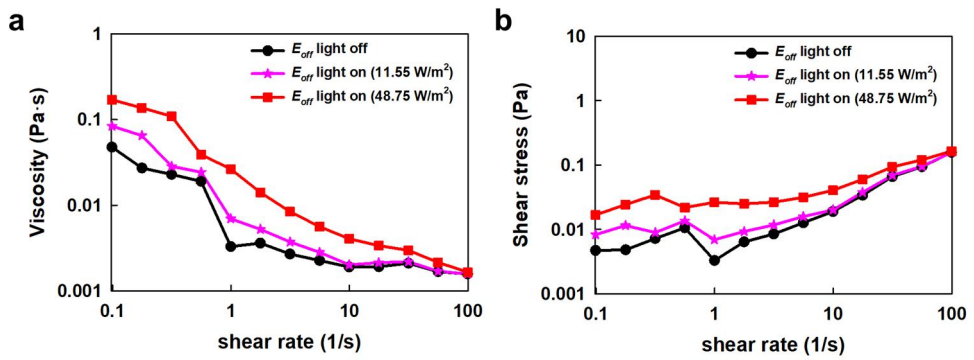 a
1
0.1
0.01
0.001
Viscosity (Pa·s)
E_off light off
E_off light on (11.55 W/m²)
E_off light on (48.75 W/m²)
0.1 1 10 100
shear rate (1/s)
b
10
1
0.1
0.01
0.001
Shear stress (Pa)
E_off light off
E_off light on (11.55 W/m²)
E_off light on (48.75 W/m²)
0.1 1 10 100
shear rate (1/s)